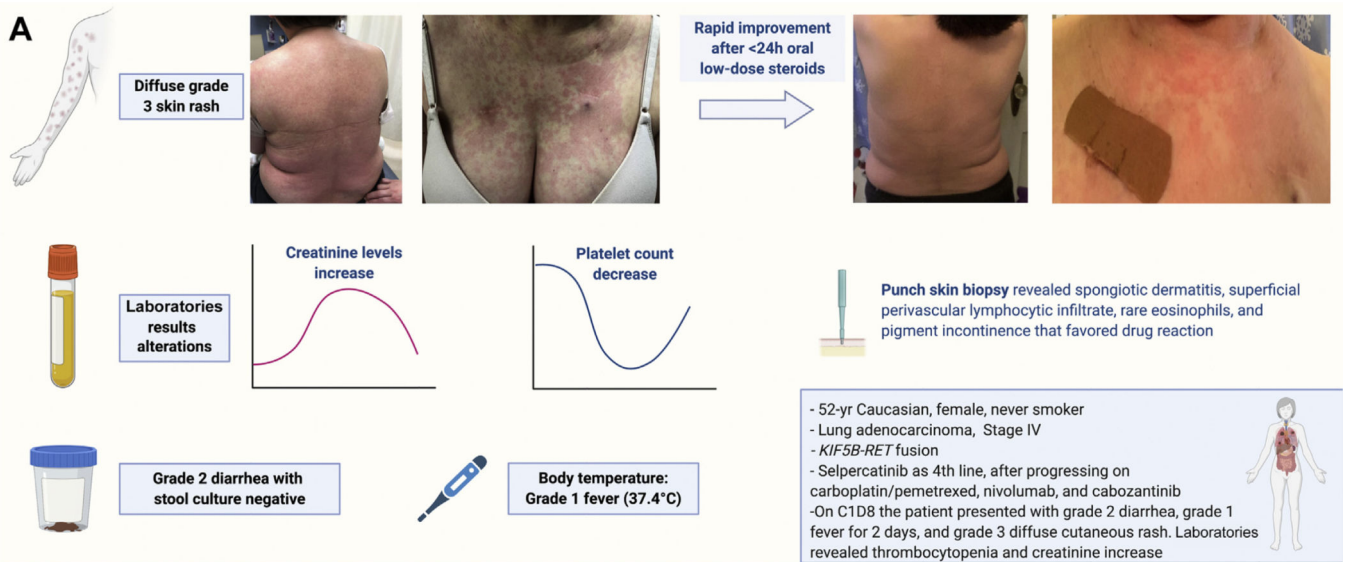 A
Diffuse grade
3 skin rash
Rapid improvement
after <24h oral
low-dose steroids
Laboratories
results
alterations
Creatinine levels
increase
Platelet count
decrease
Punch skin biopsy revealed spongiotic dermatitis, superficial
perivascular lymphocytic infiltrate, rare eosinophils, and
pigment incontinence that favored drug reaction
Grade 2 diarrhea with
stool culture negative
Body temperature:
Grade 1 fever (37.4°C)
- 52-yr Caucasian, female, never smoker
- Lung adenocarcinoma, Stage IV
- KIF5B-RET fusion
- Selpercatinib as 4th line, after progressing on
carboplatin/pemetrexed, nivolumab, and cabozantinib
-On C1D8 the patient presented with grade 2 diarrhea, grade 1
fever for 2 days, and grade 3 diffuse cutaneous rash. Laboratories
revealed thrombocytopenia and creatinine increase